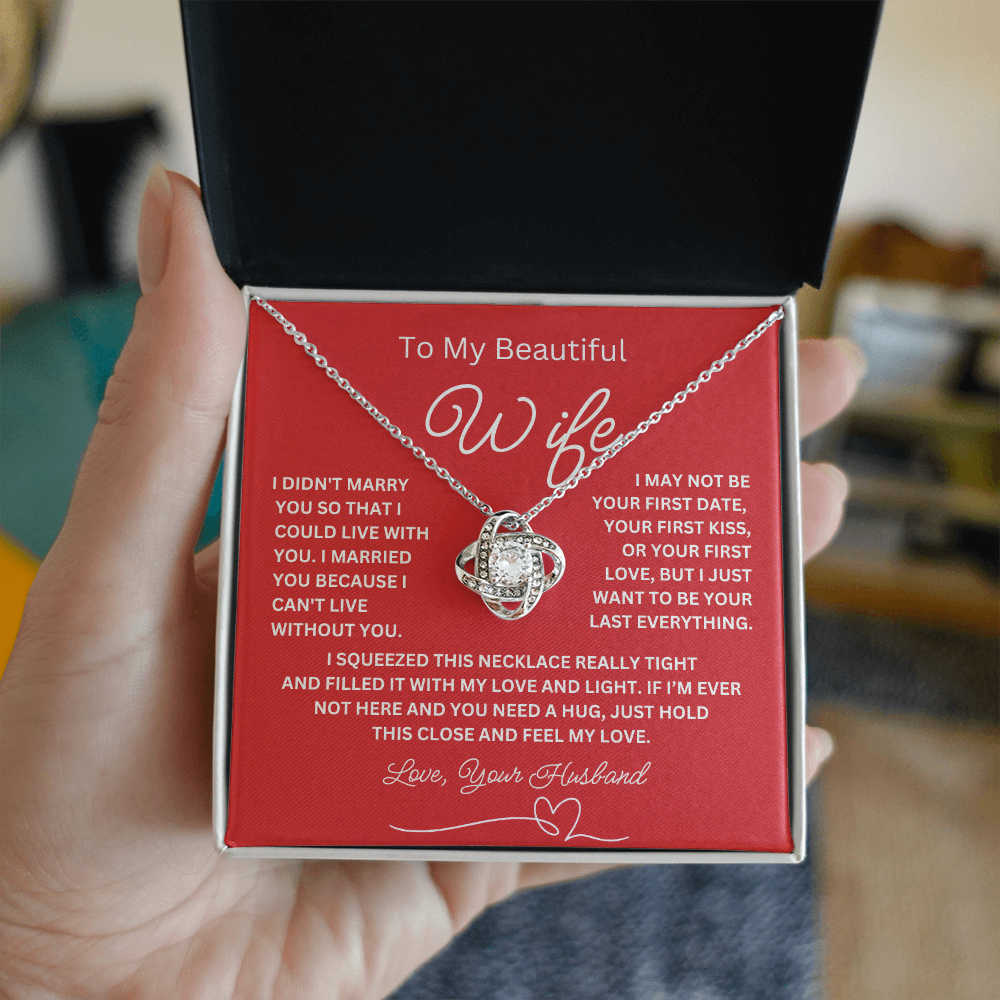 To My Beautiful
Wife
I DIDN'T MARRY
YOU SO THAT I
COULD LIVE WITH
YOU. I MARRIED
YOU BECAUSE I
CAN'T LIVE
WITHOUT YOU.
I MAY NOT BE
YOUR FIRST DATE,
YOUR FIRST KISS,
OR YOUR FIRST
LOVE, BUT I JUST
WANT TO BE YOUR
LAST EVERYTHING.
I SQUEEZED THIS NECKLACE REALLY TIGHT
AND FILLED IT WITH MY LOVE AND LIGHT. IF I’M EVER
NOT HERE AND YOU NEED A HUG, JUST HOLD
THIS CLOSE AND FEEL MY LOVE.
Love, Your Husband